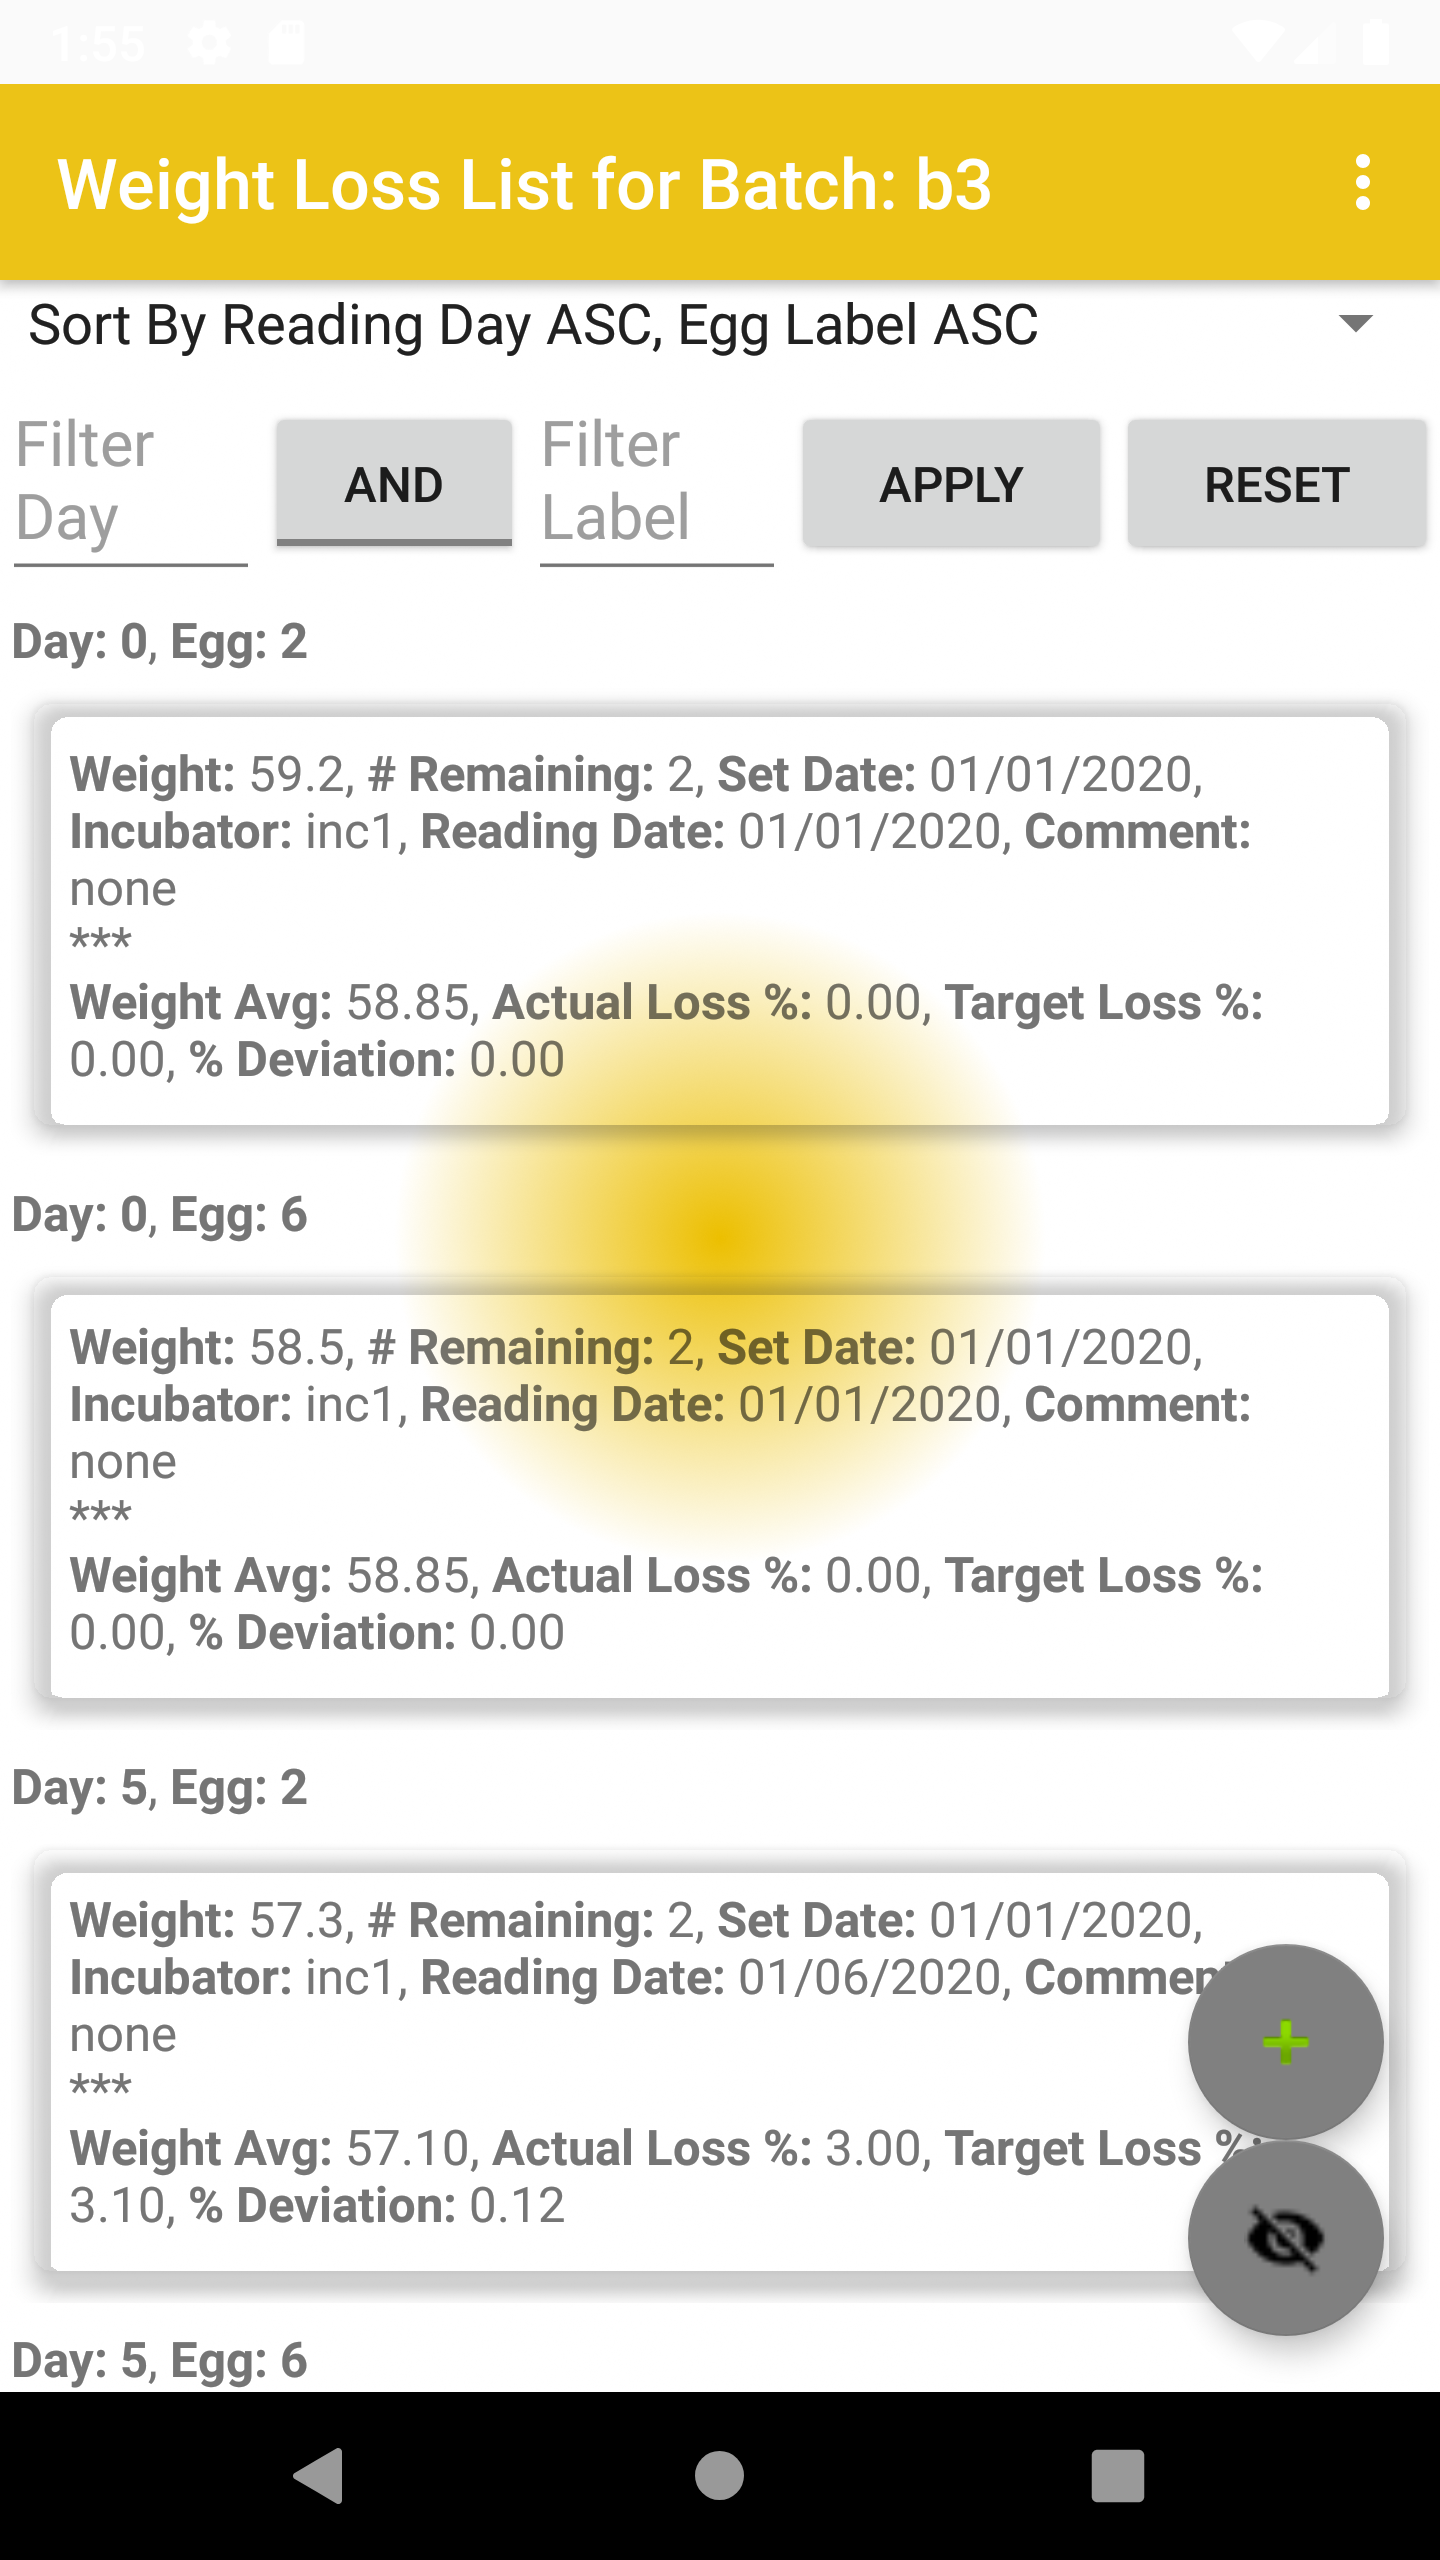 1:55
Weight Loss List for Batch: b3
Sort By Reading Day ASC, Egg Label ASC
Filter Day
AND
Filter Label
APPLY
RESET
Day: 0, Egg: 2
Weight: 59.2, # Remaining: 2, Set Date: 01/01/2020,
Incubator: inc1, Reading Date: 01/01/2020, Comment:
none
***
Weight Avg: 58.85, Actual Loss %: 0.00, Target Loss %:
0.00, % Deviation: 0.00
Day: 0, Egg: 6
Weight: 58.5, # Remaining: 2, Set Date: 01/01/2020,
Incubator: inc1, Reading Date: 01/01/2020, Comment:
none
***
Weight Avg: 58.85, Actual Loss %: 0.00, Target Loss %:
0.00, % Deviation: 0.00
Day: 5, Egg: 2
Weight: 57.3, # Remaining: 2, Set Date: 01/01/2020,
Incubator: inc1, Reading Date: 01/06/2020, Commen
none
***
Weight Avg: 57.10, Actual Loss %: 3.00, Target Loss %:
3.10, % Deviation: 0.12
Day: 5, Egg: 6